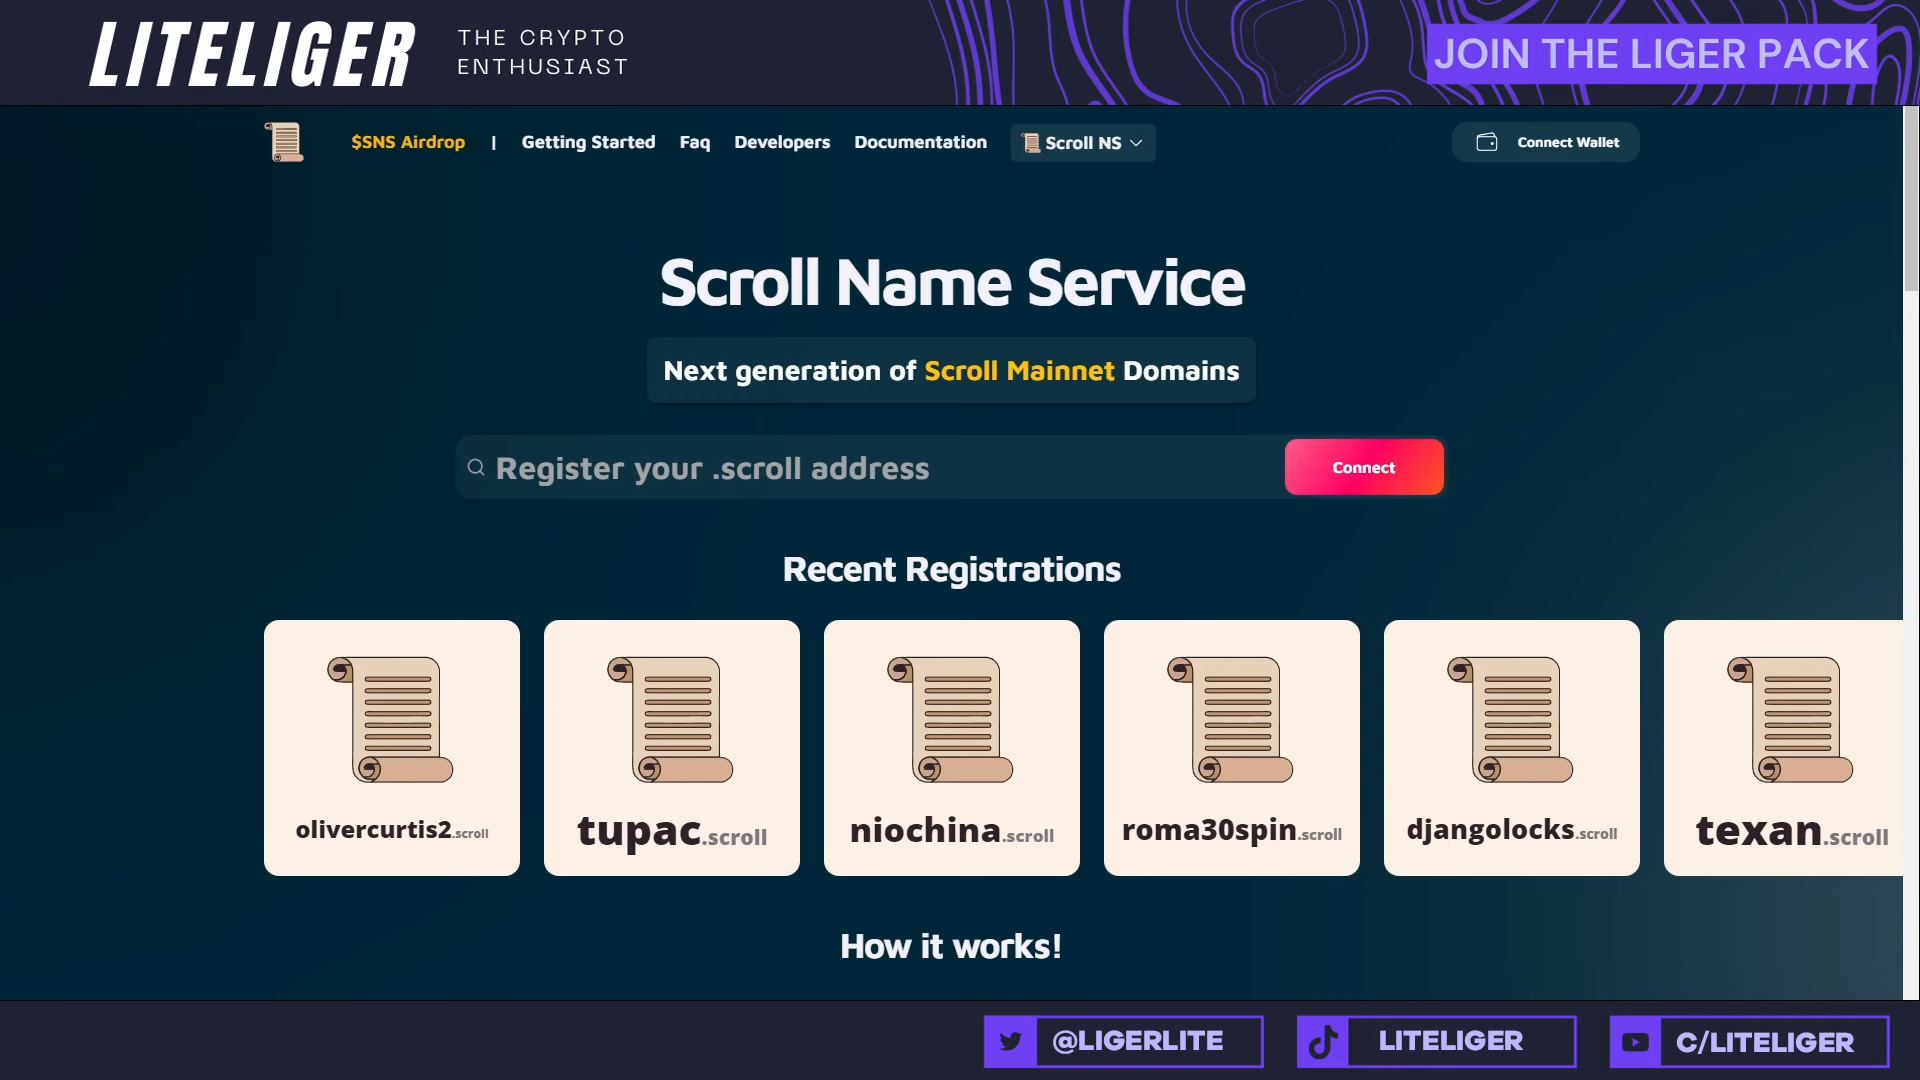 LITELIGER
THE CRYPTO
ENTHUSIAST
JOIN THE LIGER PACK
$SNS Airdrop | Getting Started Faq Developers Documentation Scroll NS Connect Wallet
Scroll Name Service
Next generation of Scroll Mainnet Domains
Register your .scroll address Connect
Recent Registrations
olivercurtis2.scroll tupac.scroll niochina.scroll roma30spin.scroll djangolocks.scroll texan.scroll
How it works!
@LIGERLITE LITELIGER C/LITELIGER